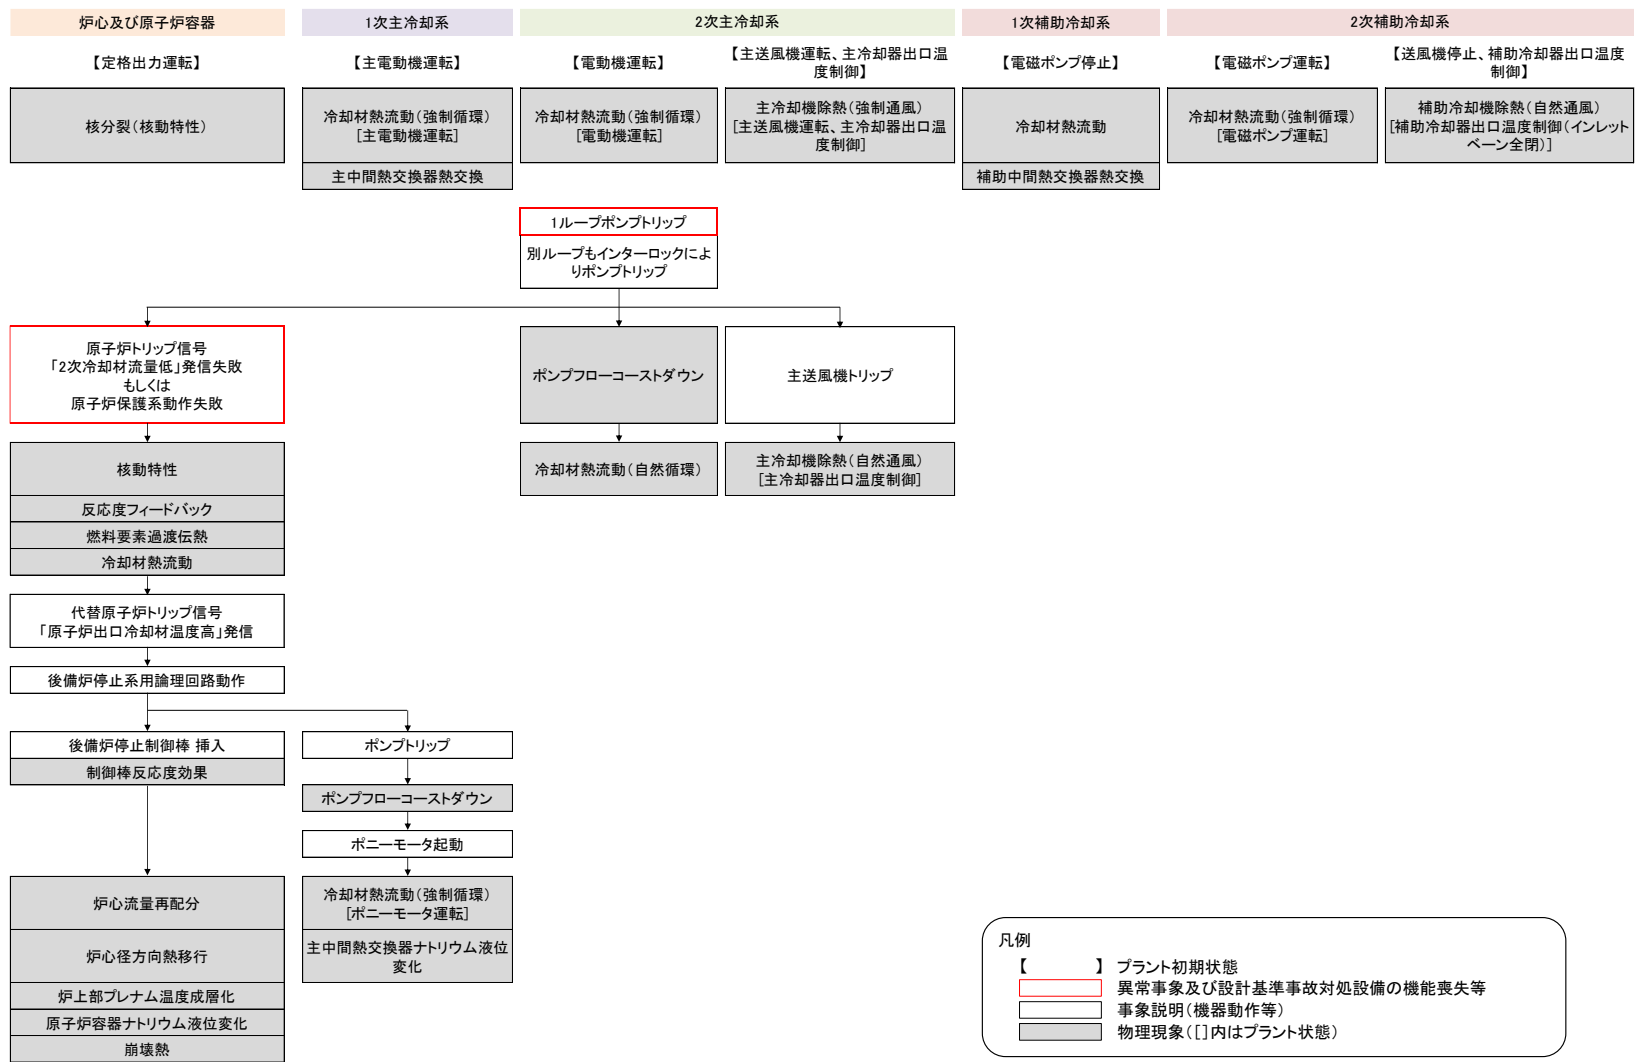 炉心及び原子炉容器
1次主冷却系
2次主冷却系
1次補助冷却系
2次補助冷却系
【定格出力運転】
【主電動機運転】
【電動機運転】
【主送風機運転、主冷却器出口温
度制御】
【電磁ポンプ停止】
【電磁ポンプ運転】
【送風機停止、補助冷却器出口温度
制御】
核分裂(核動特性)
冷却材熱流動(強制循環)
[主電動機運転]
冷却材熱流動(強制循環)
[電動機運転]
主冷却機除熱(強制通風)
[主送風機運転、主冷却器出口温
度制御]
冷却材熱流動
冷却材熱流動(強制循環)
[電磁ポンプ運転]
補助冷却機除熱(自然通風)
[補助冷却器出口温度制御(インレット
ベーン全閉)]
主中間熱交換器熱交換
補助中間熱交換器熱交換
1ループポンプトリップ
別ループもインターロックによ
りポンプトリップ
原子炉トリップ信号
「2次冷却材流量低」発信失敗
もしくは
原子炉保護系動作失敗
ポンプフローコーストダウン
主送風機トリップ
核動特性
冷却材熱流動(自然循環)
主冷却機除熱(自然通風)
[主冷却器出口温度制御]
反応度フィードバック
燃料要素過渡伝熱
冷却材熱流動
代替原子炉トリップ信号
「原子炉出口冷却材温度高」発信
後備炉停止系用論理回路動作
後備炉停止制御棒 挿入
ポンプトリップ
制御棒反応度効果
ポンプフローコーストダウン
ポニーモータ起動
炉心流量再配分
冷却材熱流動(強制循環)
[ポニーモータ運転]
炉心径方向熱移行
主中間熱交換器ナトリウム液位
変化
炉上部プレナム温度成層化
原子炉容器ナトリウム液位変化
崩壊熱
凡例
【 】 プラント初期状態
異常事象及び設計基準事故対処設備の機能喪失等
事象説明(機器動作等)
物理現象([]内はプラント状態)